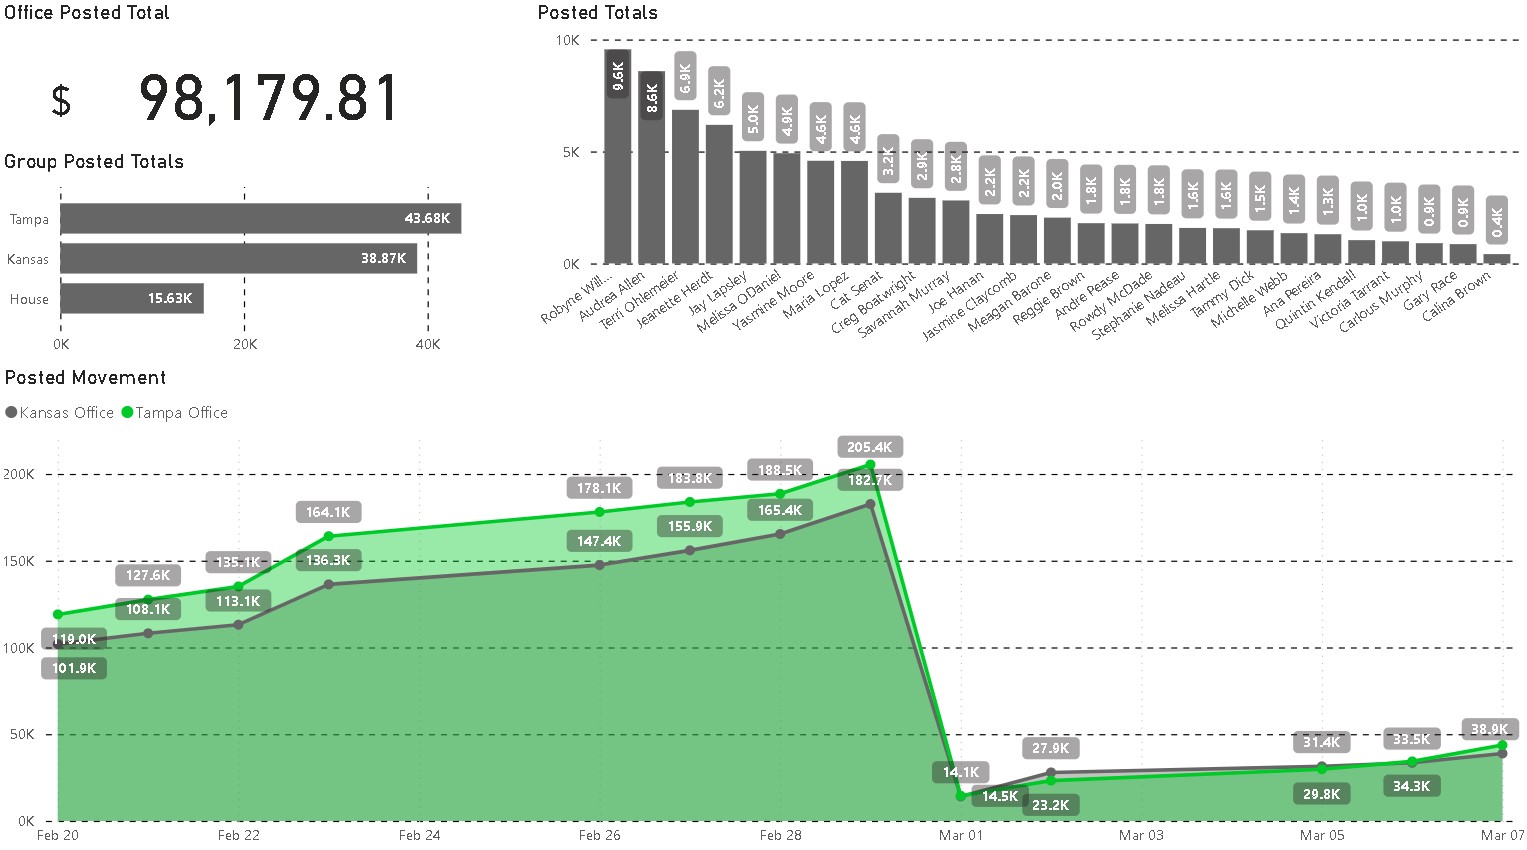 Office Posted Total
$ 98,179.81
Group Posted Totals
Tampa 43.68K
Kansas 38.87K
House 15.63K
0K 20K 40K
Posted Totals
10K
5K
0K
9.6K 8.6K 6.9K 6.2K 5.0K 4.9K 4.6K 4.6K 3.2K 2.9K 2.8K 2.2K 2.2K 2.0K 1.8K 1.8K 1.8K 1.6K 1.6K 1.5K 1.4K 1.3K 1.0K 1.0K 0.9K 0.9K 0.4K
Robyne Will...
Audrea Allen
Terri Ohlemeier
Jeanette Herdt
Jay Lapsley
Melissa ODaniel
Yasmine Moore
Maria Lopez
Cat Senat
Creg Boatwright
Savannah Murray
Joe Hanan
Jasmine Claycomb
Meagan Barone
Reggie Brown
Andre Pease
Rowdy McDade
Stephanie Nadeau
Melissa Hartle
Tammy Dick
Michelle Webb
Ana Pereira
Quintin Kendall
Victoria Tarrant
Carlous Murphy
Gary Race
Calina Brown
Posted Movement
Kansas Office Tampa Office
200K
150K
100K
50K
0K
119.0K 127.6K 135.1K 164.1K 178.1K 183.8K 188.5K 205.4K
101.9K 108.1K 113.1K 136.3K 147.4K 155.9K 165.4K 182.7K
14.1K 27.9K 31.4K 33.5K 38.9K
14.5K 23.2K 29.8K 34.3K
Feb 20 Feb 22 Feb 24 Feb 26 Feb 28 Mar 01 Mar 03 Mar 05 Mar 07